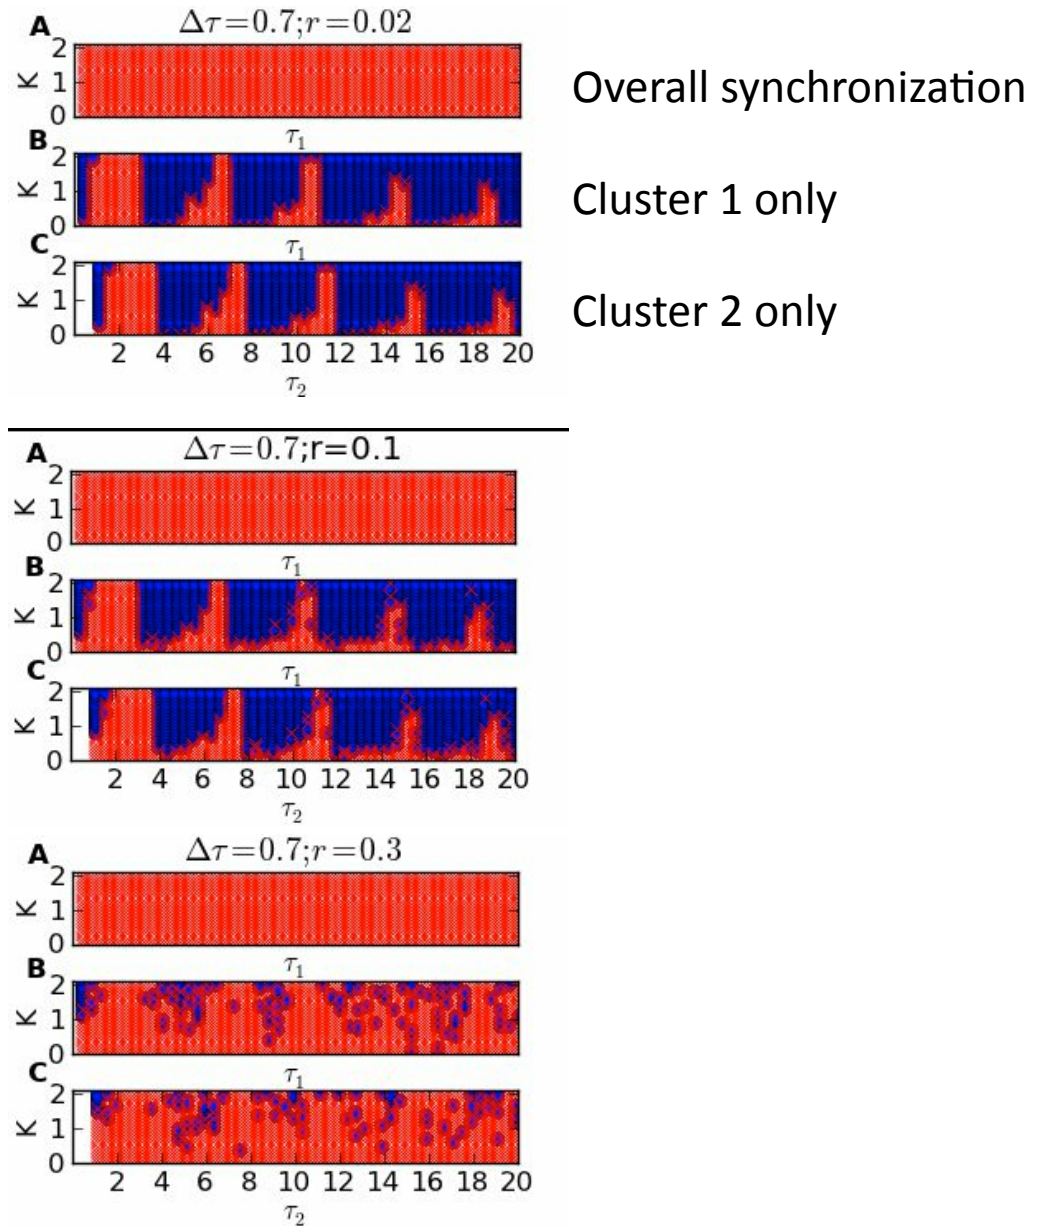 A Δτ=0.7;r=0.02
2
K 1
0
Overall synchronization
τ₁
B
2
K 1
0
Cluster 1 only
τ₁
C
2
K 1
0
Cluster 2 only
2 4 6 8 10 12 14 16 18 20
τ₂
A Δτ=0.7;r=0.1
2
K 1
0
τ₁
B
2
K 1
0
τ₁
C
2
K 1
0
2 4 6 8 10 12 14 16 18 20
τ₂
A Δτ=0.7;r=0.3
2
K 1
0
τ₁
B
2
K 1
0
τ₁
C
2
K 1
0
2 4 6 8 10 12 14 16 18 20
τ₂